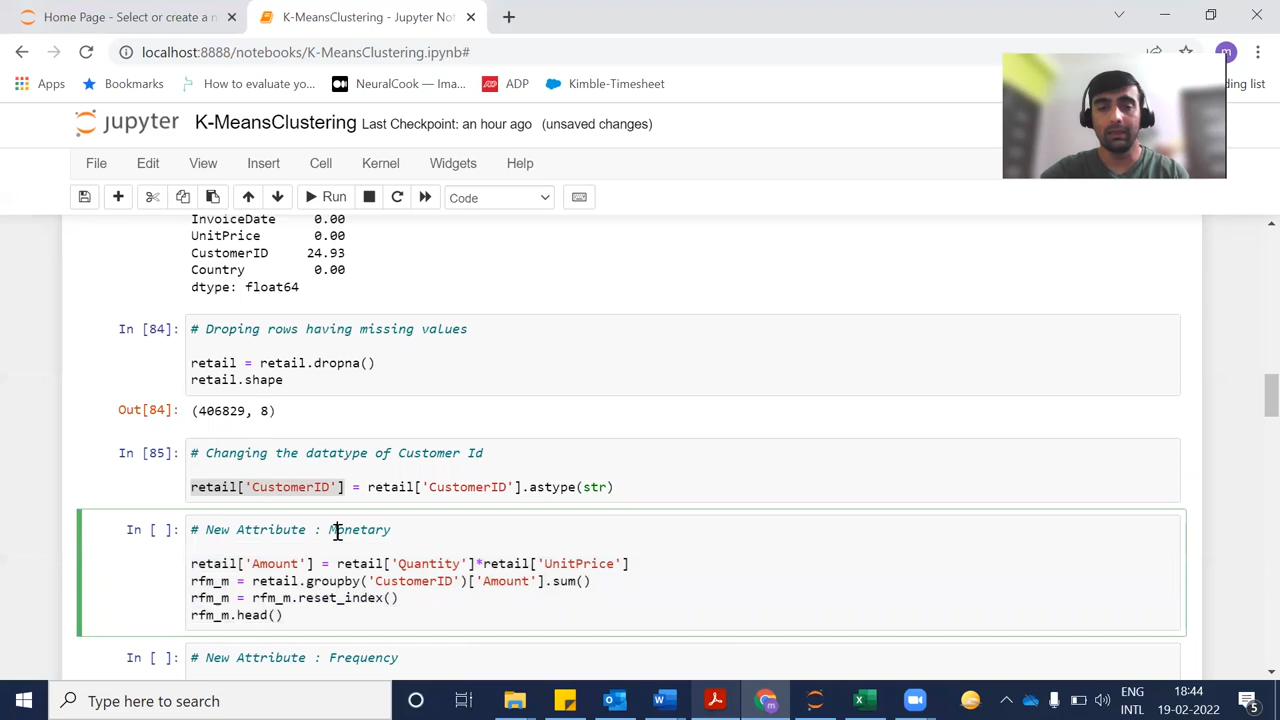 Home Page - Select or create a n
K-MeansClustering - Jupyter Not
localhost:8888/notebooks/K-MeansClustering.ipynb#
m
Apps Bookmarks How to evaluate yo... NeuralCook — Ima... ADP Kimble-Timesheet ding list
jupyter K-MeansClustering Last Checkpoint: an hour ago (unsaved changes)
File Edit View Insert Cell Kernel Widgets Help
Run Code
InvoiceDate 0.00
UnitPrice 0.00
CustomerID 24.93
Country 0.00
dtype: float64
In [84]: # Droping rows having missing values
retail = retail.dropna()
retail.shape
Out[84]: (406829, 8)
In [85]: # Changing the datatype of Customer Id
retail['CustomerID'] = retail['CustomerID'].astype(str)
In [ ]: # New Attribute : Monetary
retail['Amount'] = retail['Quantity']*retail['UnitPrice']
rfm_m = retail.groupby('CustomerID')['Amount'].sum()
rfm_m = rfm_m.reset_index()
rfm_m.head()
In [ ]: # New Attribute : Frequency
Type here to search
ENG
INTL
18:44
19-02-2022
5